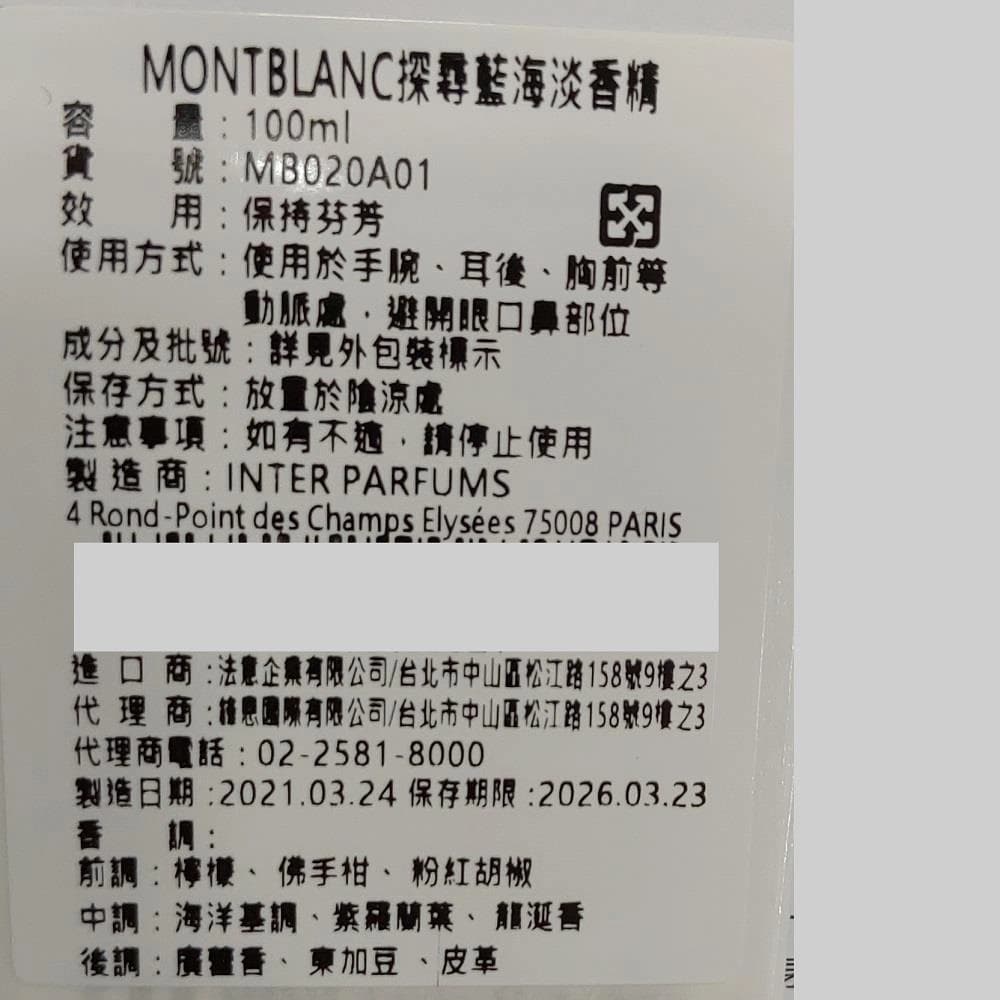 MONTBLANC探尋藍海淡香精
容量：100ml
貨號：MB020A01
效用：保持芬芳
使用方式：使用於手腕、耳後、胸前等
動脈處，避開眼口鼻部位
成分及批號：詳見外包裝標示
保存方式：放置於陰涼處
注意事項：如有不適，請停止使用
製造商：INTER PARFUMS
4 Rond-Point des Champs Elysées 75008 PARIS
進口商：法意企業有限公司/台北市中山區松江路158號9樓之3
代理商：維思國際有限公司/台北市中山區松江路158號9樓之3
代理商電話：02-2581-8000
製造日期：2021.03.24 保存期限：2026.03.23
香調：
前調：檸檬、佛手柑、粉紅胡椒
中調：海洋基調、紫羅蘭葉、龍涎香
後調：廣藿香、東加豆、皮革